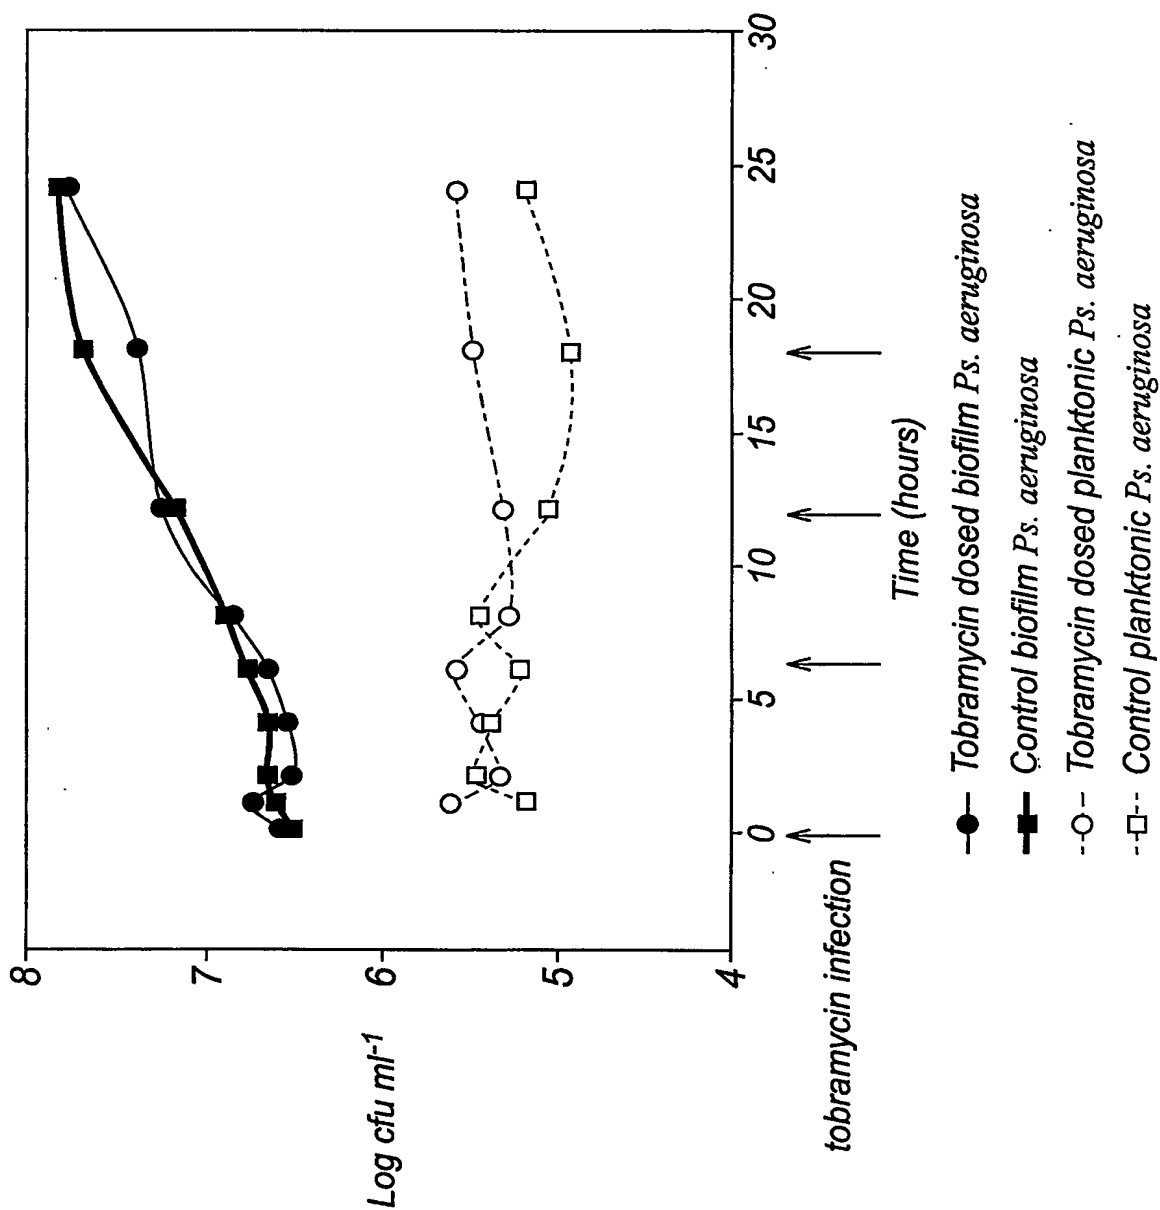 8
7
6
5
4
Log cfu ml-1
0
5
10
15
20
25
30
tobramycin infection
Time (hours)
Tobramycin dosed biofilm Ps. aeruginosa
Control biofilm Ps. aeruginosa
Tobramycin dosed planktonic Ps. aeruginosa
Control planktonic Ps. aeruginosa